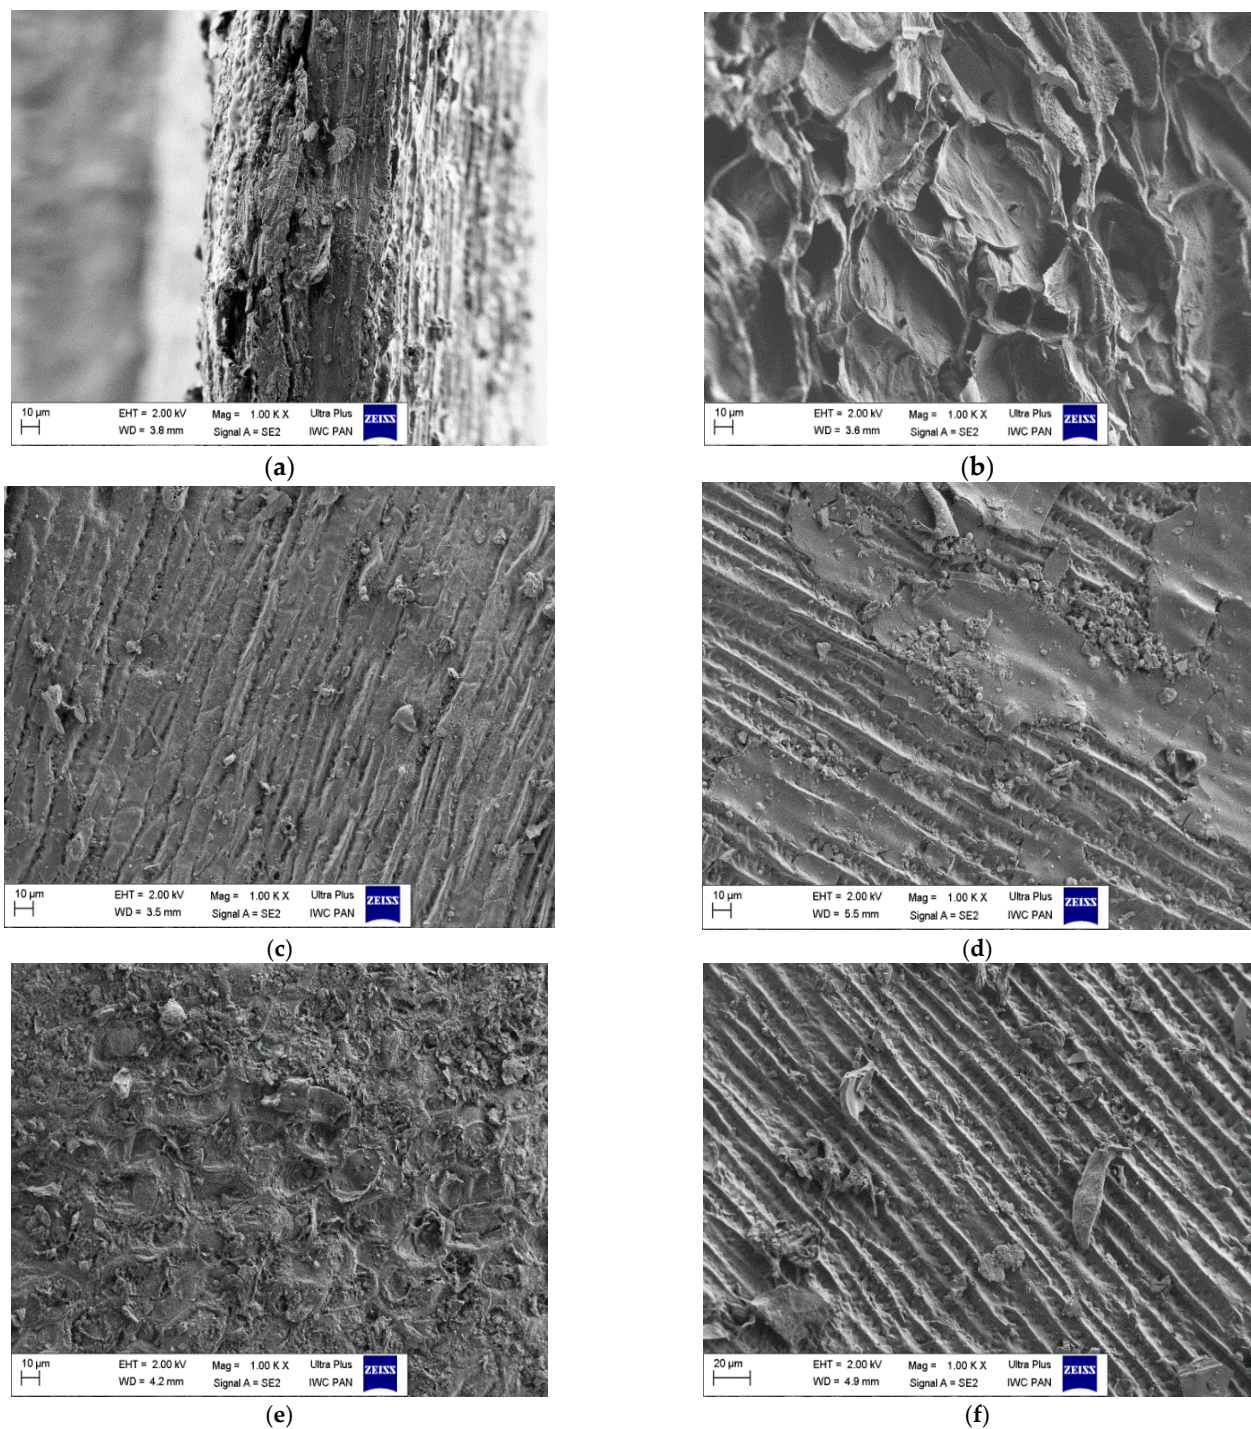 10 µm EHT = 2.00 kV Mag = 1.00 K X Ultra Plus ZEISS
WD = 3.8 mm Signal A = SE2 IWC PAN
(a)
10 µm EHT = 2.00 kV Mag = 1.00 K X Ultra Plus ZEISS
WD = 3.6 mm Signal A = SE2 IWC PAN
(b)
10 µm EHT = 2.00 kV Mag = 1.00 K X Ultra Plus ZEISS
WD = 3.5 mm Signal A = SE2 IWC PAN
(c)
10 µm EHT = 2.00 kV Mag = 1.00 K X Ultra Plus ZEISS
WD = 5.5 mm Signal A = SE2 IWC PAN
(d)
10 µm EHT = 2.00 kV Mag = 1.00 K X Ultra Plus ZEISS
WD = 4.2 mm Signal A = SE2 IWC PAN
(e)
20 µm EHT = 2.00 kV Mag = 1.00 K X Ultra Plus ZEISS
WD = 4.9 mm Signal A = SE2 IWC PAN
(f)